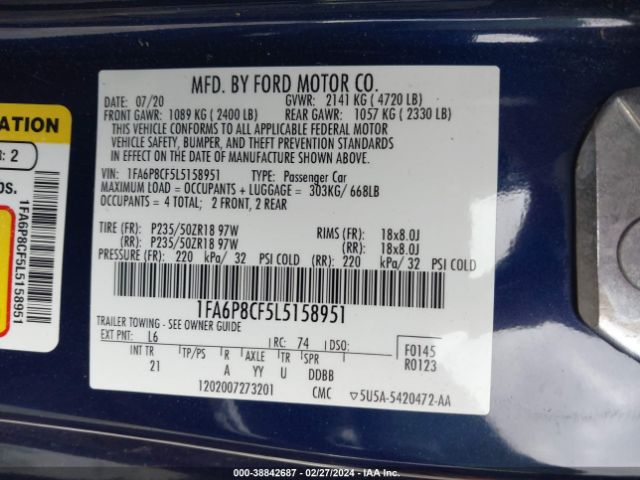 MFD. BY FORD MOTOR CO.
DATE: 07/20 GVWR: 2141 KG ( 4720 LB)
FRONT GAWR: 1089 KG ( 2400 LB) REAR GAWR: 1057 KG ( 2330 LB)
THIS VEHICLE CONFORMS TO ALL APPLICABLE FEDERAL MOTOR
VEHICLE SAFETY, BUMPER, AND THEFT PREVENTION STANDARDS
IN EFFECT ON THE DATE OF MANUFACTURE SHOWN ABOVE.
VIN: 1FA6P8CF5L5158951 TYPE: Passenger Car
MAXIMUM LOAD = OCCUPANTS + LUGGAGE = 303KG/ 668LB
OCCUPANTS = 4 TOTAL; 2 FRONT, 2 REAR
TIRE (FR): P235/50ZR18 97W RIMS (FR): 18x8.0J
(RR): P235/50ZR18 97W (RR): 18x8.0J
PRESSURE (FR): 220 kPa/ 32 PSI COLD (RR): 220 kPa/ 32 PSI COLD
1FA6P8CF5L5158951
TRAILER TOWING - SEE OWNER GUIDE
EXT PNT: L6 RC: 74 DSO: F0145
R0123
INT TR TP/PS R AXLE TR SPR
21 A YY U DDBB
1202007273201 CMC ▽5U5A-5420472-AA
ATION
: 2
bs.
1FA6P8CF5L5158951
000-38842687 - 02/27/2024 - IAAI.COM